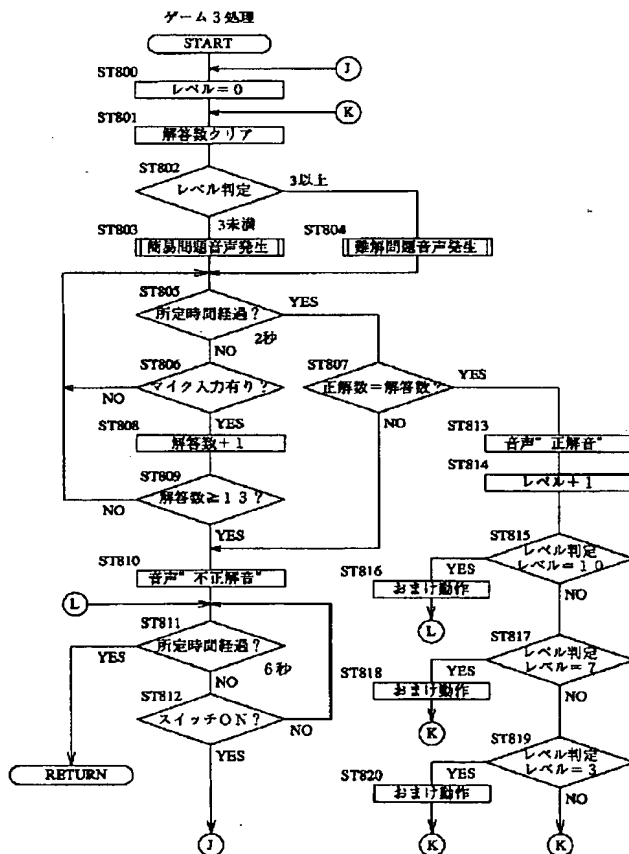 ゲーム3処理
START
J
ST800
レベル=0
K
ST801
解答数クリア
ST802
レベル判定
3以上
3未満
ST803
簡易問題音声発生
ST804
難解問題音声発生
ST805
所定時間経過?
YES
2秒
NO
ST806
マイク入力有り?
NO
YES
ST807
正解数=解答数?
YES
NO
ST808
解答数+1
ST809
解答数≧13?
NO
YES
ST813
音声"正解音"
ST814
レベル+1
ST810
音声"不正解音"
ST815
レベル判定
レベル=10
YES
NO
ST816
おまけ動作
L
L
ST811
所定時間経過?
YES
6秒
NO
ST817
レベル判定
レベル=7
YES
NO
ST818
おまけ動作
K
ST812
スイッチON?
NO
YES
RETURN
ST819
レベル判定
レベル=3
YES
NO
ST820
おまけ動作
J
K
K